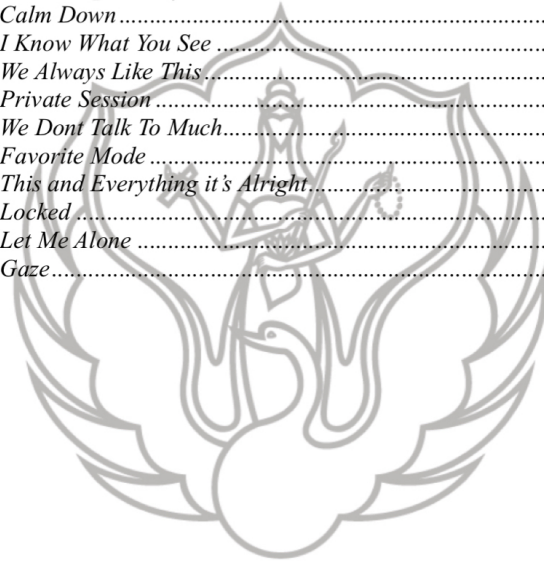 Calm Down................................................................
I Know What You See ................................................
We Always Like This..................................................
Private Session ..........................................................
We Dont Talk To Much................................................
Favorite Mode ...........................................................
This and Everything it’s Alright...................................
Locked .......................................................................
Let Me Alone .............................................................
Gaze...........................................................................